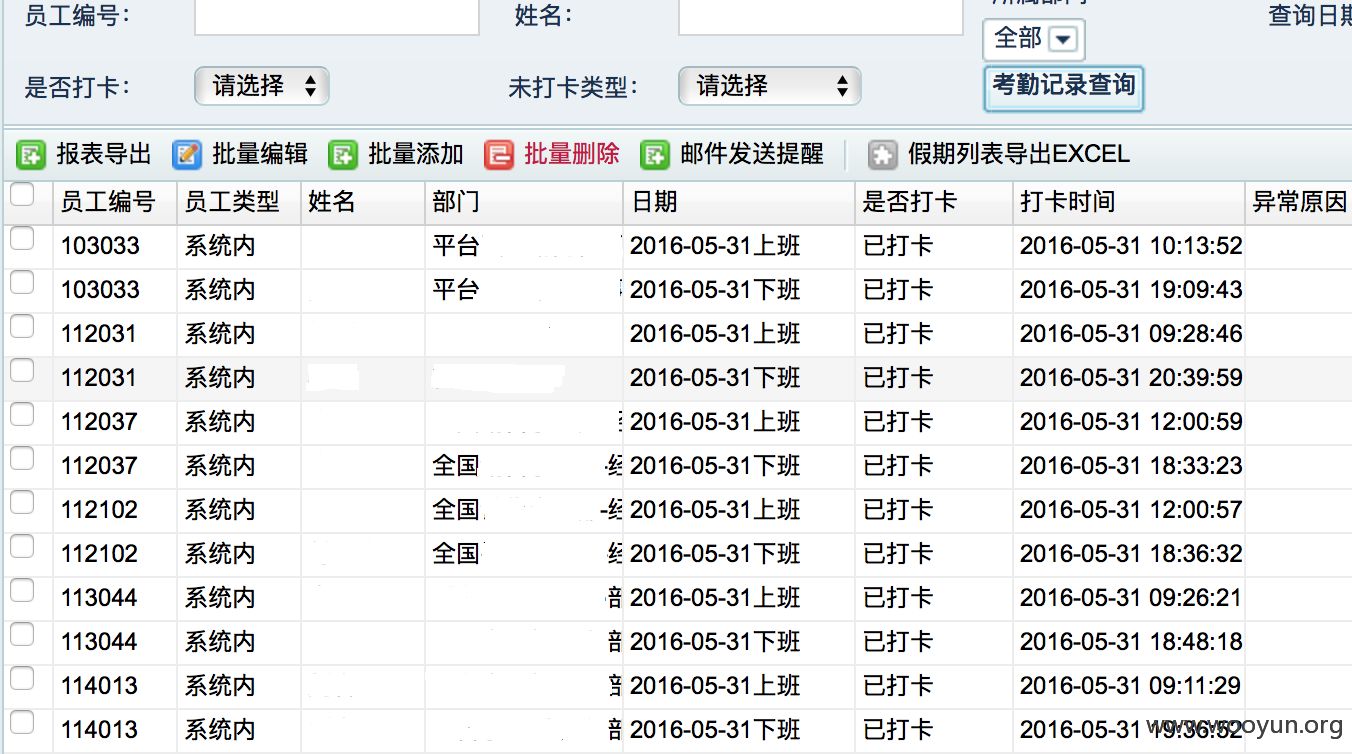 员工编号： 姓名： 查询日期
全部
是否打卡： 请选择 未打卡类型： 请选择 考勤记录查询
报表导出 批量编辑 批量添加 批量删除 邮件发送提醒 假期列表导出EXCEL
员工编号 员工类型 姓名 部门 日期 是否打卡 打卡时间 异常原因
103033 系统内 平台 2016-05-31上班 已打卡 2016-05-31 10:13:52
103033 系统内 平台 2016-05-31下班 已打卡 2016-05-31 19:09:43
112031 系统内 2016-05-31上班 已打卡 2016-05-31 09:28:46
112031 系统内 2016-05-31下班 已打卡 2016-05-31 20:39:59
112037 系统内 2016-05-31上班 已打卡 2016-05-31 12:00:59
112037 系统内 全国 -经 2016-05-31下班 已打卡 2016-05-31 18:33:23
112102 系统内 全国 -经 2016-05-31上班 已打卡 2016-05-31 12:00:57
112102 系统内 全国 经 2016-05-31下班 已打卡 2016-05-31 18:36:32
113044 系统内 部 2016-05-31上班 已打卡 2016-05-31 09:26:21
113044 系统内 部 2016-05-31下班 已打卡 2016-05-31 18:48:18
114013 系统内 部 2016-05-31上班 已打卡 2016-05-31 09:11:29
114013 系统内 部 2016-05-31下班 已打卡 2016-05-31 19:36:52
www.wooyun.org